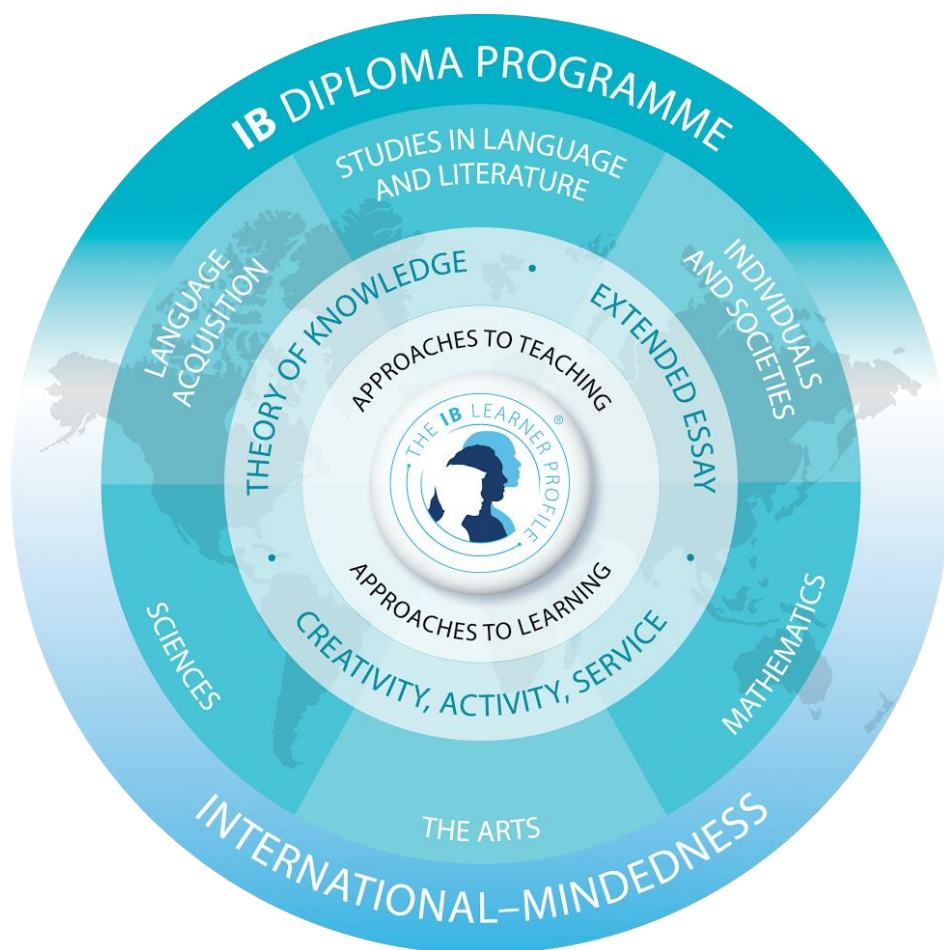 IB DIPLOMA PROGRAMME
STUDIES IN LANGUAGE
AND LITERATURE
LANGUAGE
ACQUISITION
INDIVIDUALS
AND SOCIETIES
THEORY OF KNOWLEDGE
•
EXTENDED ESSAY
APPROACHES TO TEACHING
• THE IB LEARNER PROFILE •
®
APPROACHES TO LEARNING
•
CREATIVITY, ACTIVITY, SERVICE
•
SCIENCES
MATHEMATICS
THE ARTS
INTERNATIONAL–MINDEDNESS